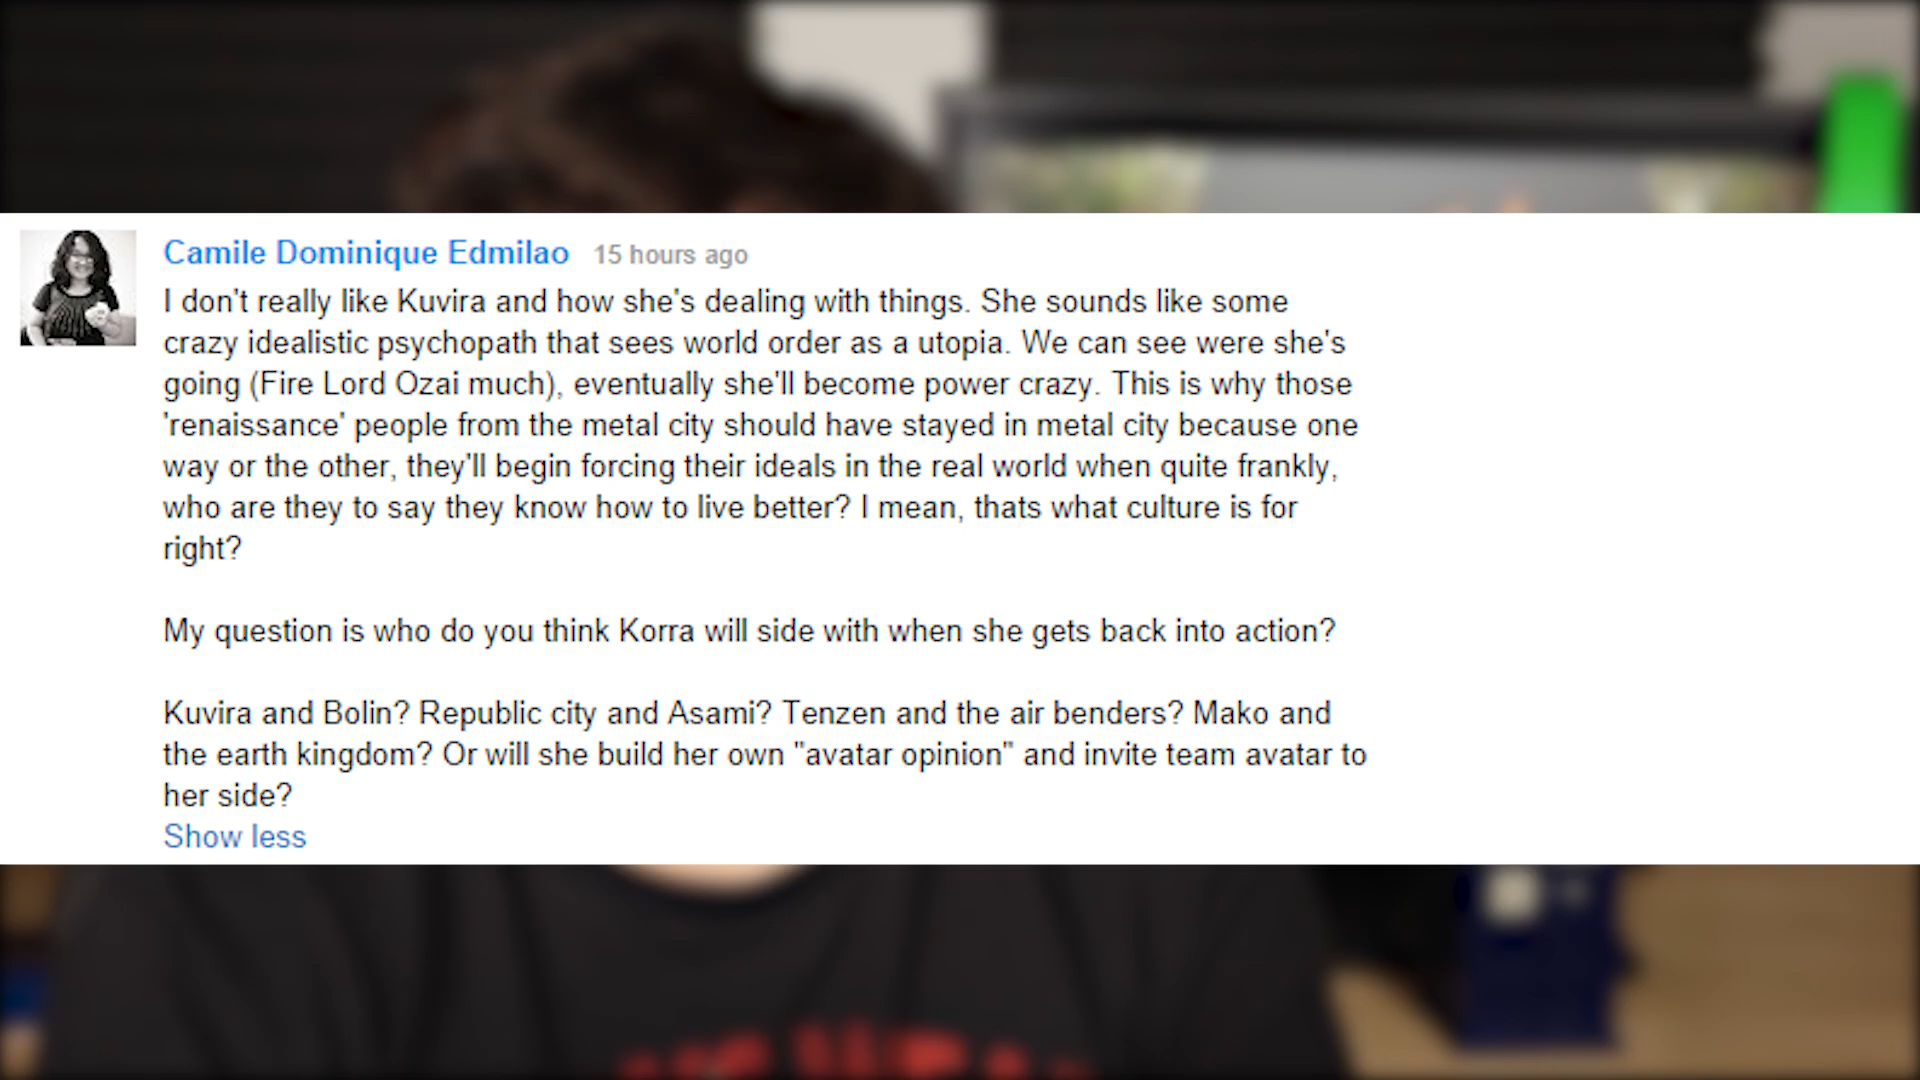 Camile Dominique Edmilao 15 hours ago
I don't really like Kuvira and how she's dealing with things. She sounds like some
crazy idealistic psychopath that sees world order as a utopia. We can see were she's
going (Fire Lord Ozai much), eventually she'll become power crazy. This is why those
'renaissance' people from the metal city should have stayed in metal city because one
way or the other, they'll begin forcing their ideals in the real world when quite frankly,
who are they to say they know how to live better? I mean, thats what culture is for
right?
My question is who do you think Korra will side with when she gets back into action?
Kuvira and Bolin? Republic city and Asami? Tenzen and the air benders? Mako and
the earth kingdom? Or will she build her own "avatar opinion" and invite team avatar to
her side?
Show less